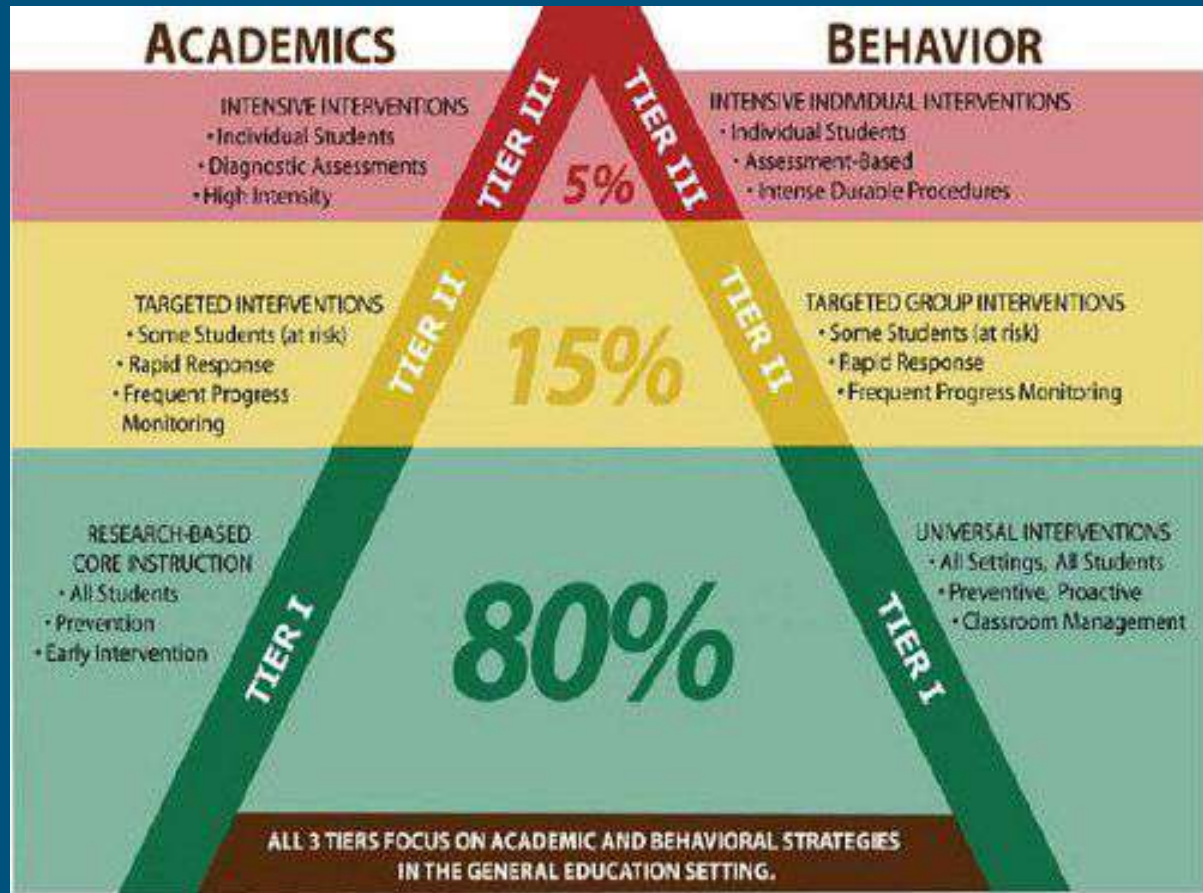 ACADEMICS
BEHAVIOR
INTENSIVE INTERVENTIONS
• Individual Students
• Diagnostic Assessments
• High Intensity
TIER III
5%
TIER III
INTENSIVE INDIVIDUAL INTERVENTIONS
• Individual Students
• Assessment-Based
• Intense Durable Procedures
TARGETED INTERVENTIONS
• Some Students (at risk)
• Rapid Response
• Frequent Progress
Monitoring
TIER II
15%
TIER II
TARGETED GROUP INTERVENTIONS
• Some Students (at risk)
• Rapid Response
• Frequent Progress Monitoring
RESEARCH-BASED
CORE INSTRUCTION
• All Students
• Prevention
• Early Intervention
TIER I
80%
TIER I
UNIVERSAL INTERVENTIONS
• All Settings, All Students
• Preventive, Proactive
• Classroom Management
ALL 3 TIERS FOCUS ON ACADEMIC AND BEHAVIORAL STRATEGIES
IN THE GENERAL EDUCATION SETTING.